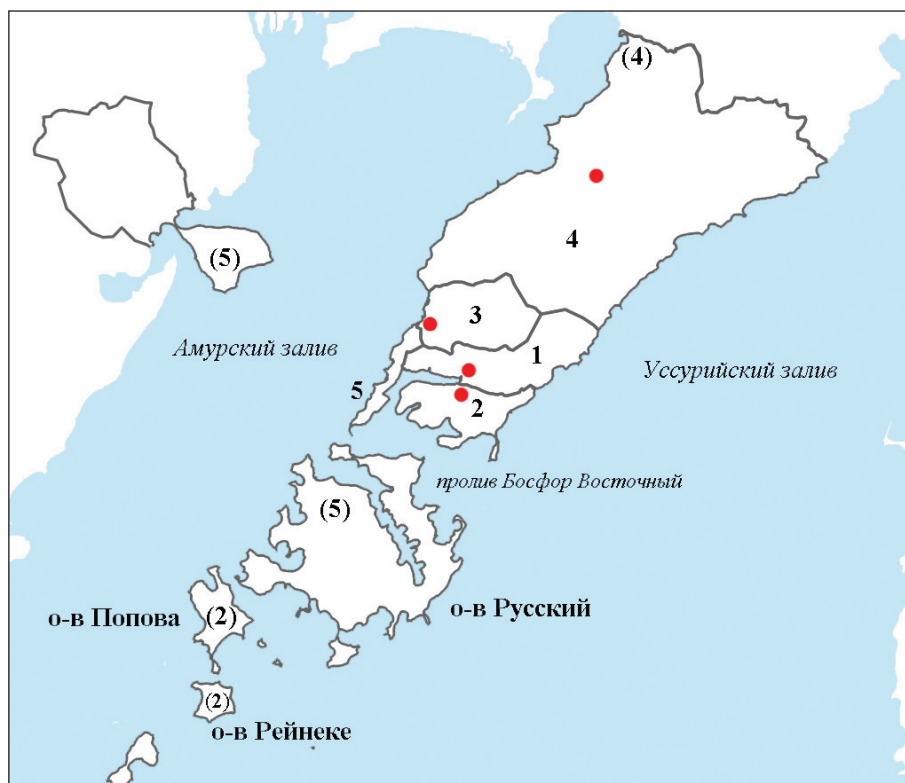 (4)
4
(5)
3
Амурский залив
1
Уссурийский залив
5
2
пролив Босфор Восточный
(5)
о-в Попова
(2)
о-в Русский
(2)
о-в Рейнеке